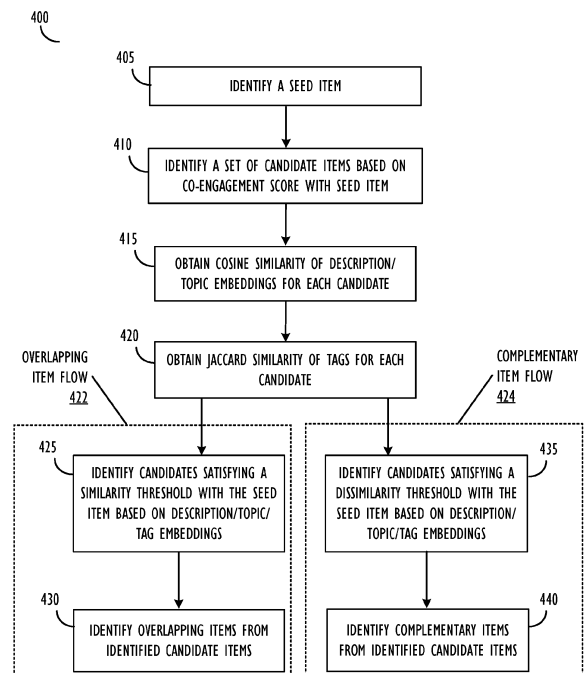 400
405
IDENTIFY A SEED ITEM
410
IDENTIFY A SET OF CANDIDATE ITEMS BASED ON
CO-ENGAGEMENT SCORE WITH SEED ITEM
415
OBTAIN COSINE SIMILARITY OF DESCRIPTION/
TOPIC EMBEDDINGS FOR EACH CANDIDATE
420
OBTAIN JACCARD SIMILARITY OF TAGS FOR EACH
CANDIDATE
OVERLAPPING
ITEM FLOW
422
COMPLEMENTARY
ITEM FLOW
424
425
IDENTIFY CANDIDATES SATISFYING A
SIMILARITY THRESHOLD WITH THE SEED
ITEM BASED ON DESCRIPTION/TOPIC/
TAG EMBEDDINGS
430
IDENTIFY OVERLAPPING ITEMS FROM
IDENTIFIED CANDIDATE ITEMS
435
IDENTIFY CANDIDATES SATISFYING A
DISSIMILARITY THRESHOLD WITH THE
SEED ITEM BASED ON DESCRIPTION/
TOPIC/TAG EMBEDDINGS
440
IDENTIFY COMPLEMENTARY ITEMS
FROM IDENTIFIED CANDIDATE ITEMS